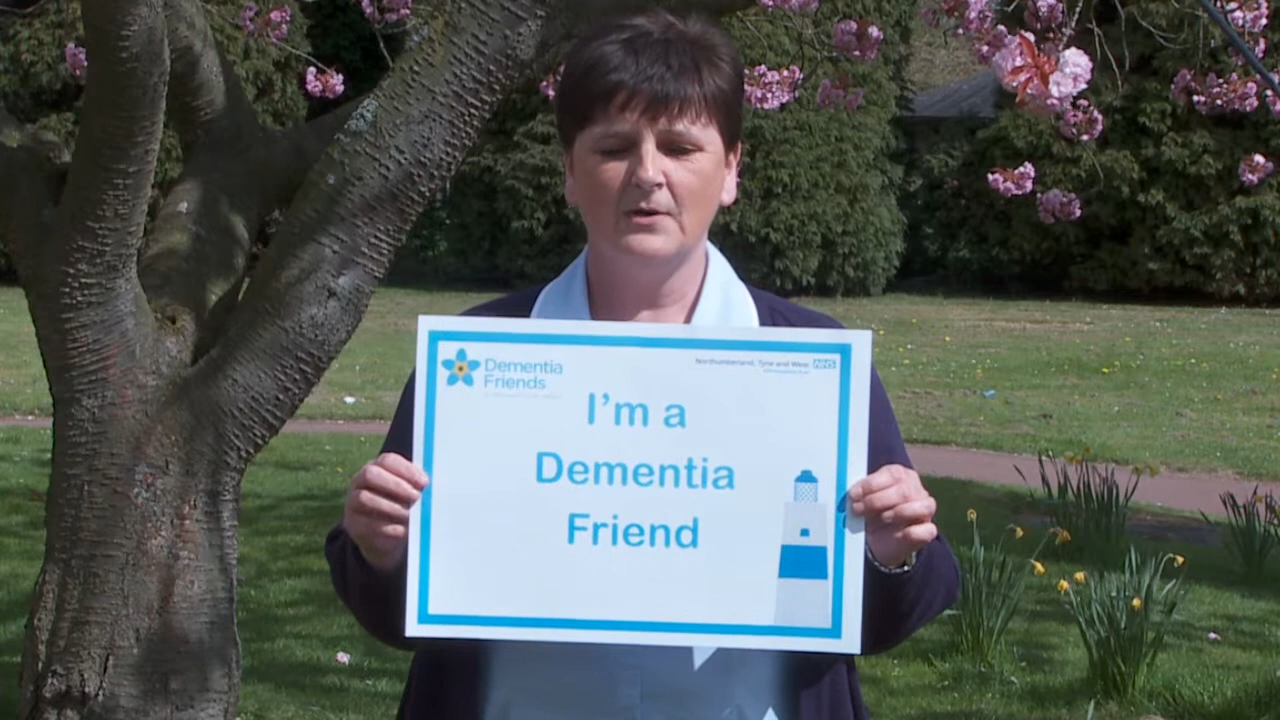 Dementia
Friends
Northumberland, Tyne and Wear NHS
I'm a
Dementia
Friend